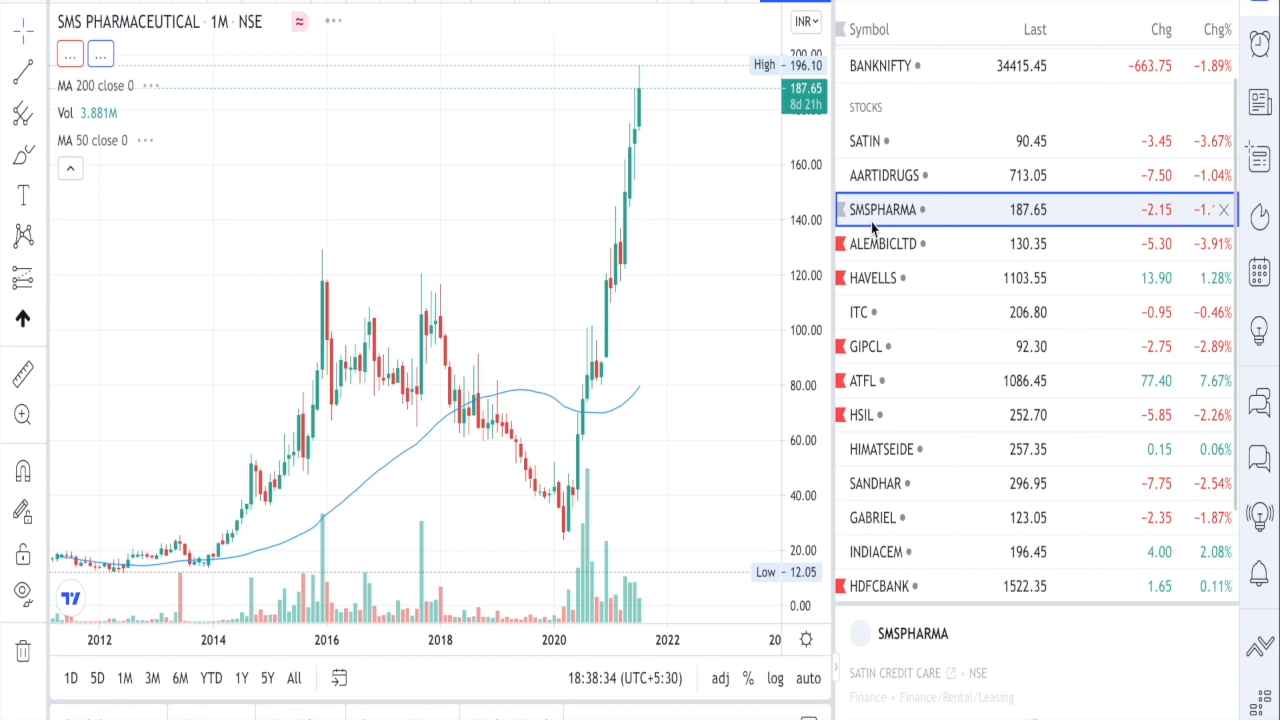 SMS PHARMACEUTICAL · 1M · NSE
INR
MA 200 close 0
Vol 3.881M
MA 50 close 0
200.00
High 196.10
187.65
8d 21h
160.00
140.00
120.00
100.00
80.00
60.00
40.00
20.00
Low 12.05
0.00
2012 2014 2016 2018 2020 2022 20
1D 5D 1M 3M 6M YTD 1Y 5Y All
18:38:34 (UTC+5:30) adj % log auto
Symbol Last Chg Chg%
BANKNIFTY 34415.45 −663.75 −1.89%
STOCKS
SATIN 90.45 −3.45 −3.67%
AARTIDRUGS 713.05 −7.50 −1.04%
SMSPHARMA 187.65 −2.15 −1.
ALEMBICLTD 130.35 −5.30 −3.91%
HAVELLS 1103.55 13.90 1.28%
ITC 206.80 −0.95 −0.46%
GIPCL 92.30 −2.75 −2.89%
ATFL 1086.45 77.40 7.67%
HSIL 252.70 −5.85 −2.26%
HIMATSEIDE 257.35 0.15 0.06%
SANDHAR 296.95 −7.75 −2.54%
GABRIEL 123.05 −2.35 −1.87%
INDIACEM 196.45 4.00 2.08%
HDFCBANK 1522.35 1.65 0.11%
SMSPHARMA
SATIN CREDIT CARE · NSE
Finance · Finance/Rental/Leasing